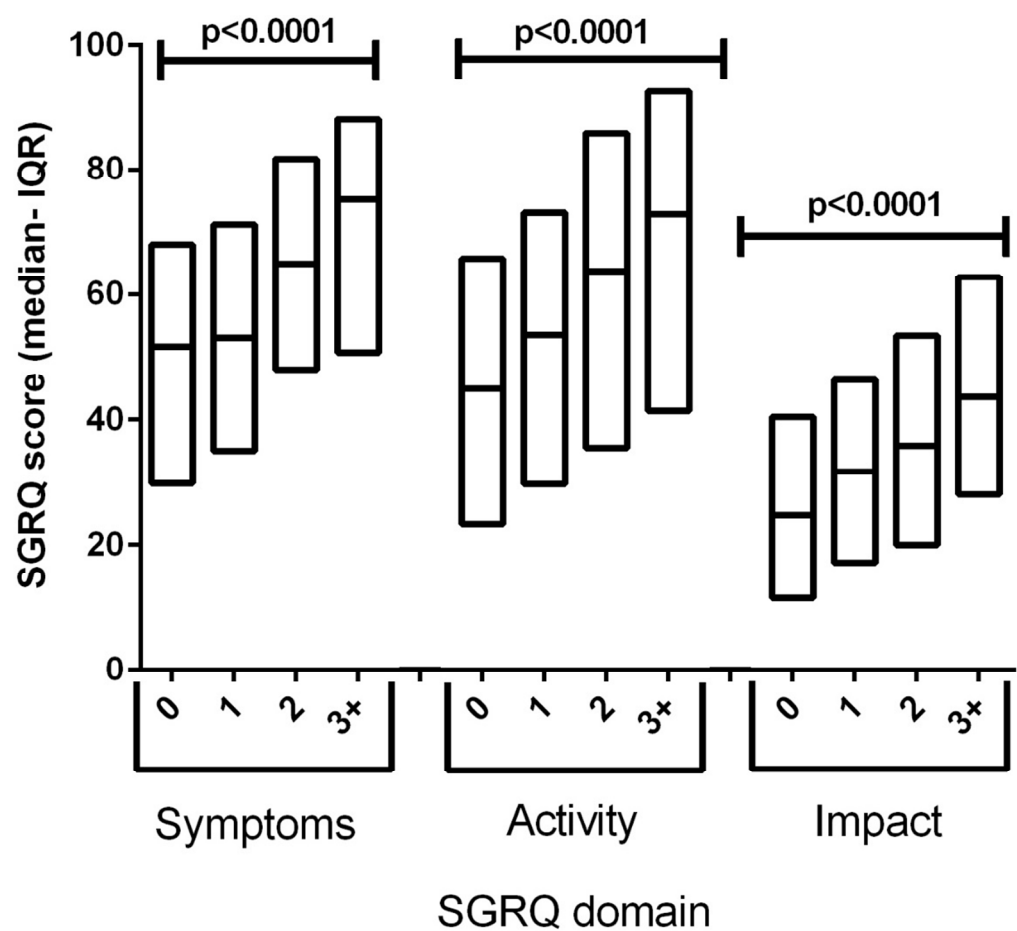 p<0.0001
p<0.0001
p<0.0001
SGRQ score (median- IQR)
100
80
60
40
20
0
0 1 2 3+
0 1 2 3+
0 1 2 3+
Symptoms
Activity
Impact
SGRQ domain